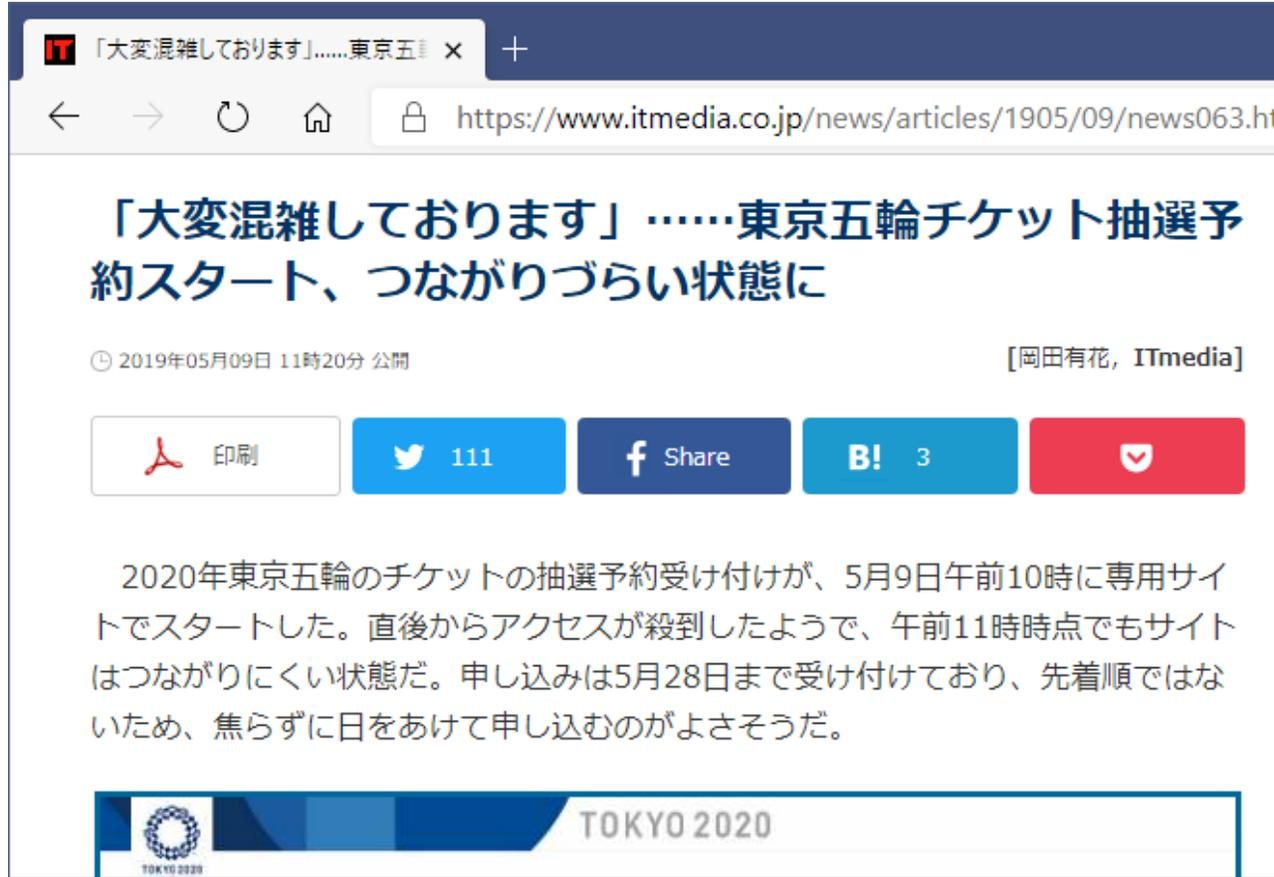 「大変混雑しております」......東京五
https://www.itmedia.co.jp/news/articles/1905/09/news063.ht
「大変混雑しております」……東京五輪チケット抽選予
約スタート、つながりづらい状態に
2019年05月09日 11時20分 公開
[岡田有花，ITmedia]
印刷
111
Share
B! 3
2020年東京五輪のチケットの抽選予約受け付けが、5月9日午前10時に専用サイ
トでスタートした。直後からアクセスが殺到したようで、午前11時時点でもサイト
はつながりにくい状態だ。申し込みは5月28日まで受け付けており、先着順ではな
いため、焦らずに日をあけて申し込むのがよさそうだ。
TOKYO 2020
TOKYO 2020